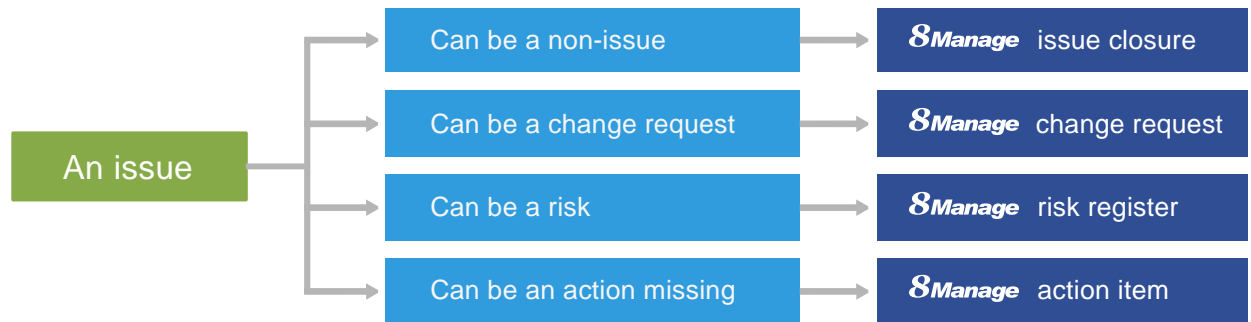 Can be a non-issue
8Manage issue closure
Can be a change request
8Manage change request
An issue
Can be a risk
8Manage risk register
Can be an action missing
8Manage action item